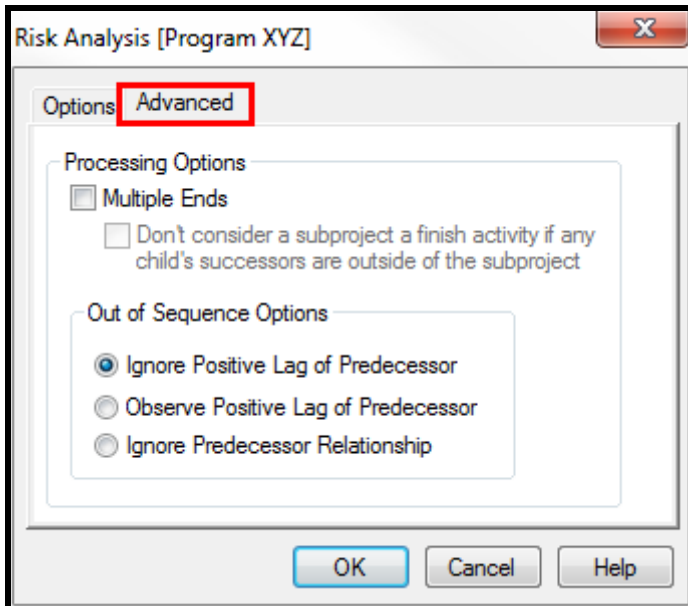 Risk Analysis [Program XYZ]
Options Advanced
Processing Options
Multiple Ends
Don't consider a subproject a finish activity if any
child's successors are outside of the subproject
Out of Sequence Options
Ignore Positive Lag of Predecessor
Observe Positive Lag of Predecessor
Ignore Predecessor Relationship
OK Cancel Help